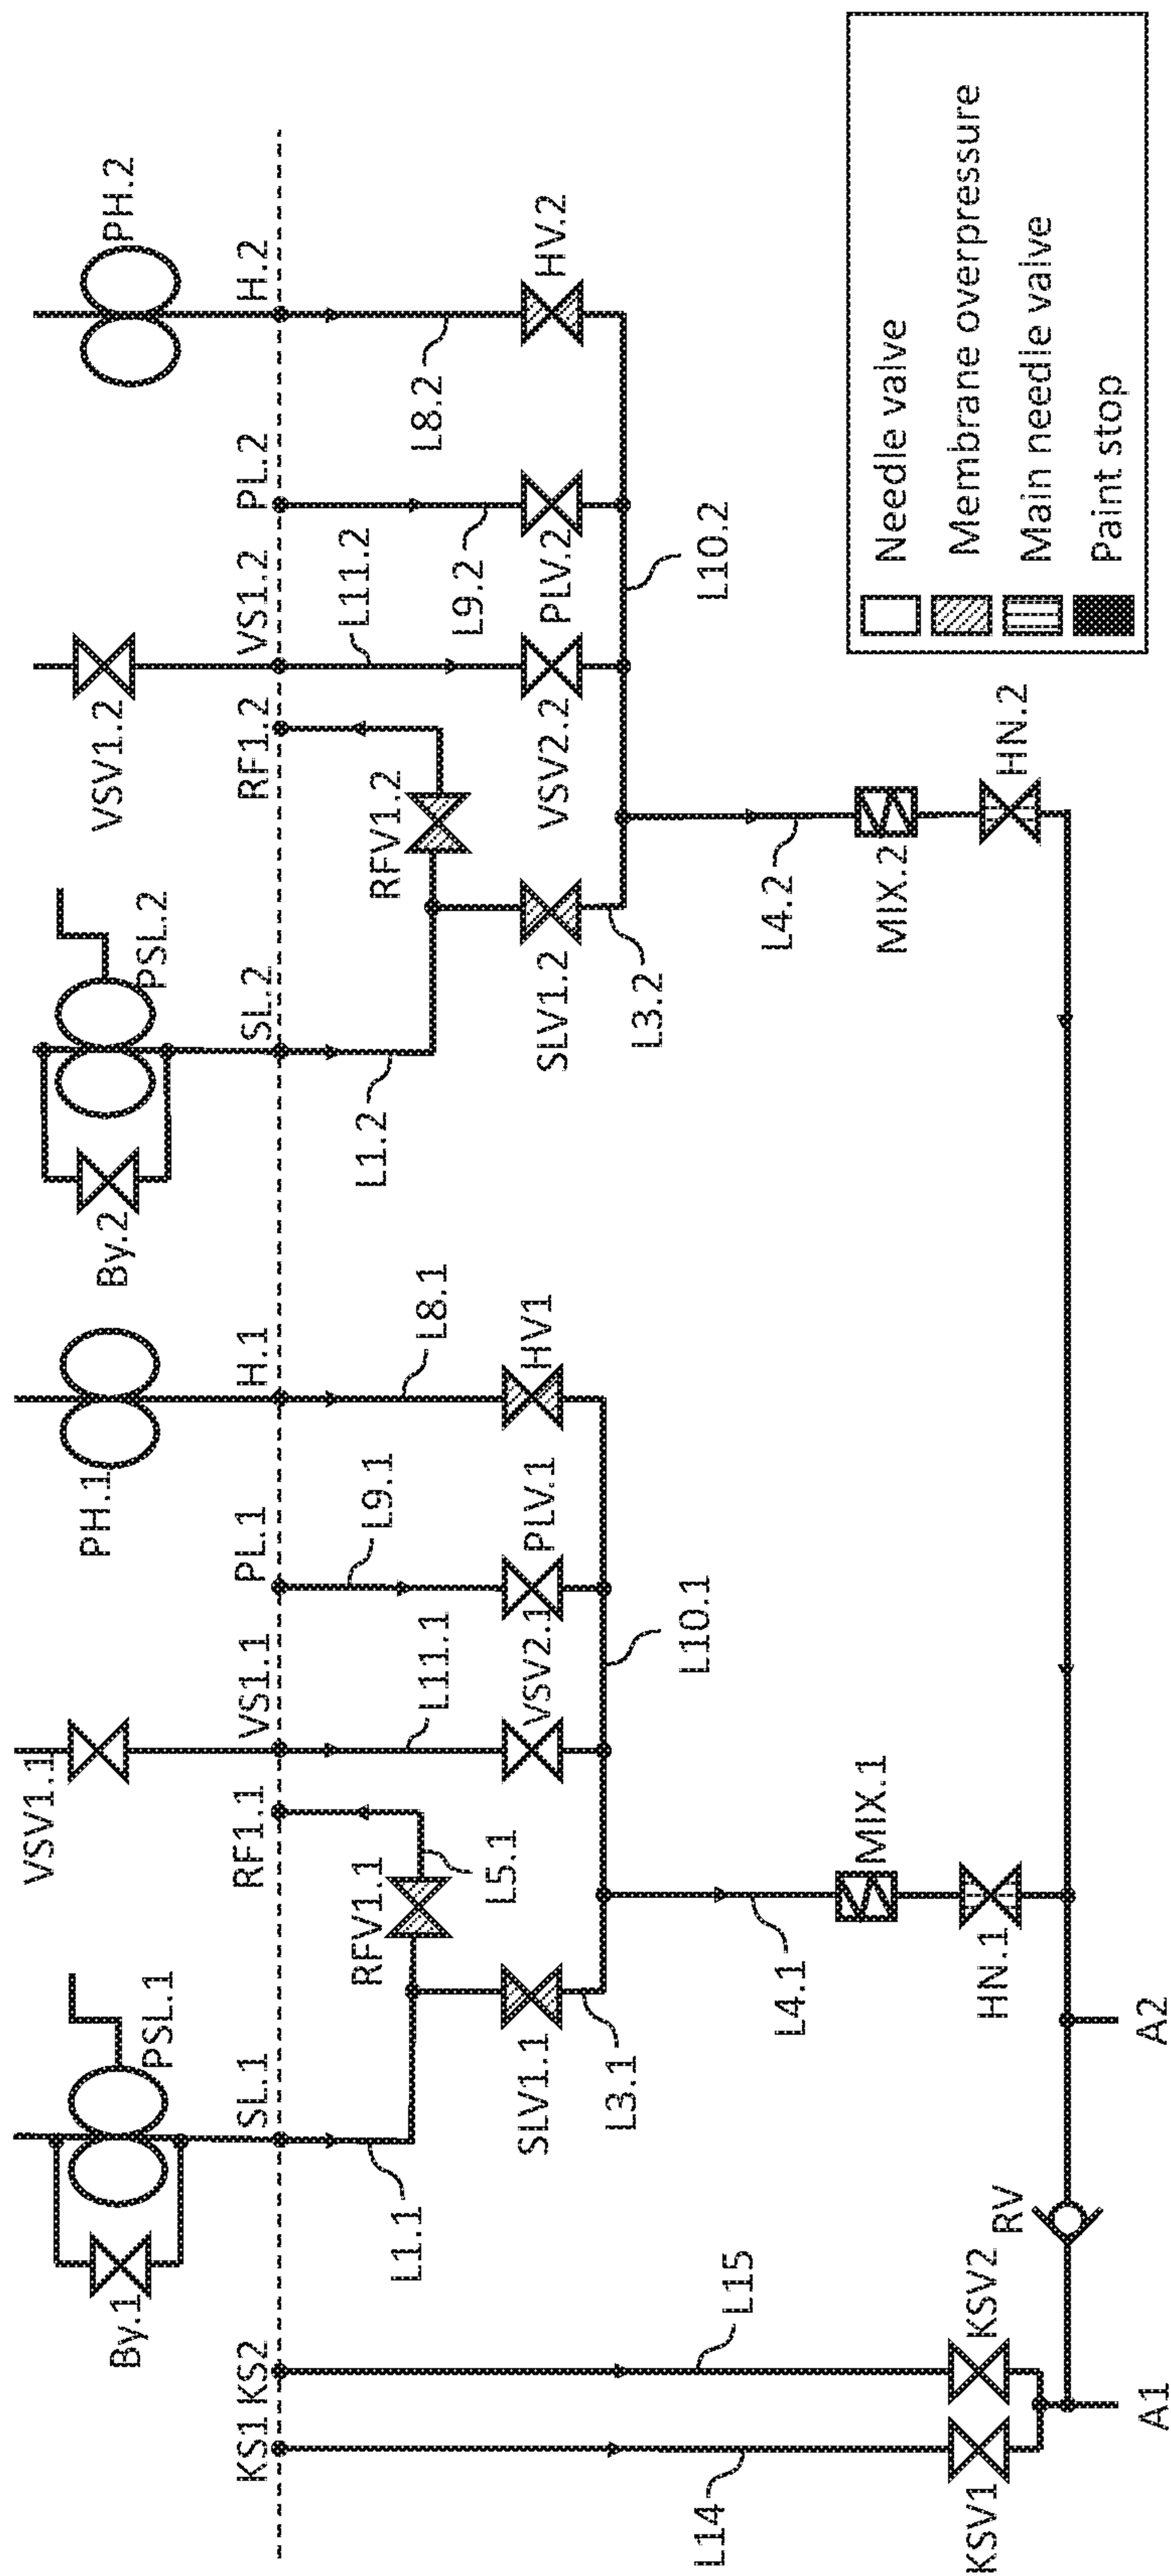 VSV1.1
By.1
PSL.1
PH.1
By.2
PSL.2
VSV1.2
PH.2
KS1
KS2
SL.1
RF1.1
VS1.1
PL.1
H.1
SL.2
RF1.2
VS1.2
PL.2
H.2
L1.1
RFV1.1
L5.1
L11.1
L9.1
L8.1
L1.2
RFV1.2
L11.2
L9.2
L8.2
SLV1.1
VSV2.1
PLV.1
HV1
SLV1.2
VSV2.2
PLV.2
HV.2
L3.1
L10.1
L3.2
L10.2
L14
L15
L4.1
MIX.1
L4.2
MIX.2
KSV1
KSV2
RV
HN.1
HN.2
A1
A2
Needle valve
Membrane overpressure
Main needle valve
Paint stop